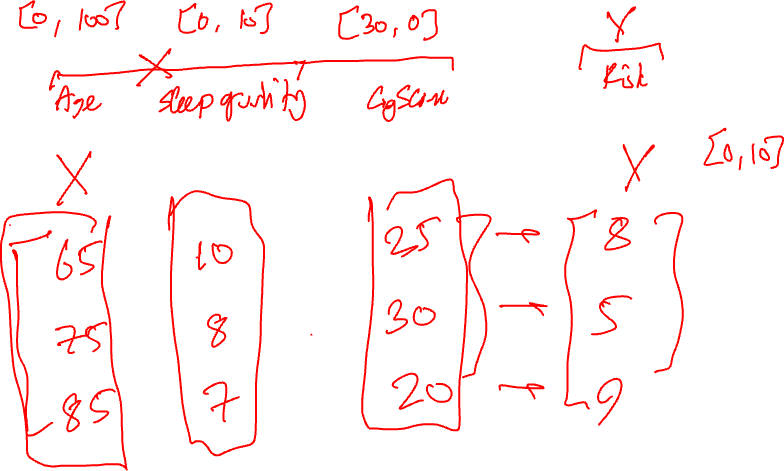 [0, 100] [0, 10] [30, 0] Y
X
Age sleep quality CogScore Risk
X Y [0, 10]
65 10 25 → 8
75 8 30 → 5
85 7 20 → 9